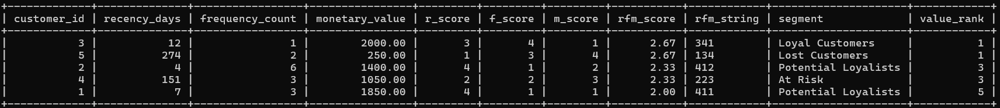 +-------------+--------------+-----------------+----------------+---------+---------+---------+-----------+------------+----------------------+------------+
| customer_id | recency_days | frequency_count | monetary_value | r_score | f_score | m_score | rfm_score | rfm_string | segment              | value_rank |
+-------------+--------------+-----------------+----------------+---------+---------+---------+-----------+------------+----------------------+------------+
|           3 |           12 |               1 |        2000.00 |       3 |       4 |       1 |      2.67 | 341        | Loyal Customers      |          1 |
|           5 |          274 |               2 |         250.00 |       1 |       3 |       4 |      2.67 | 134        | Lost Customers       |          1 |
|           2 |            4 |               6 |        1400.00 |       4 |       1 |       2 |      2.33 | 412        | Potential Loyalists  |          3 |
|           4 |          151 |               3 |        1050.00 |       2 |       2 |       3 |      2.33 | 223        | At Risk              |          3 |
|           1 |            7 |               3 |        1850.00 |       4 |       1 |       1 |      2.00 | 411        | Potential Loyalists  |          5 |
+-------------+--------------+-----------------+----------------+---------+---------+---------+-----------+------------+----------------------+------------+